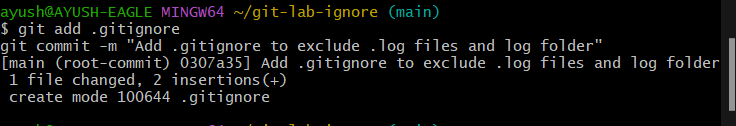 ayush@AYUSH-EAGLE MINGW64 ~/git-lab-ignore (main)
$ git add .gitignore
git commit -m "Add .gitignore to exclude .log files and log folder"
[main (root-commit) 0307a35] Add .gitignore to exclude .log files and log folder
 1 file changed, 2 insertions(+)
 create mode 100644 .gitignore